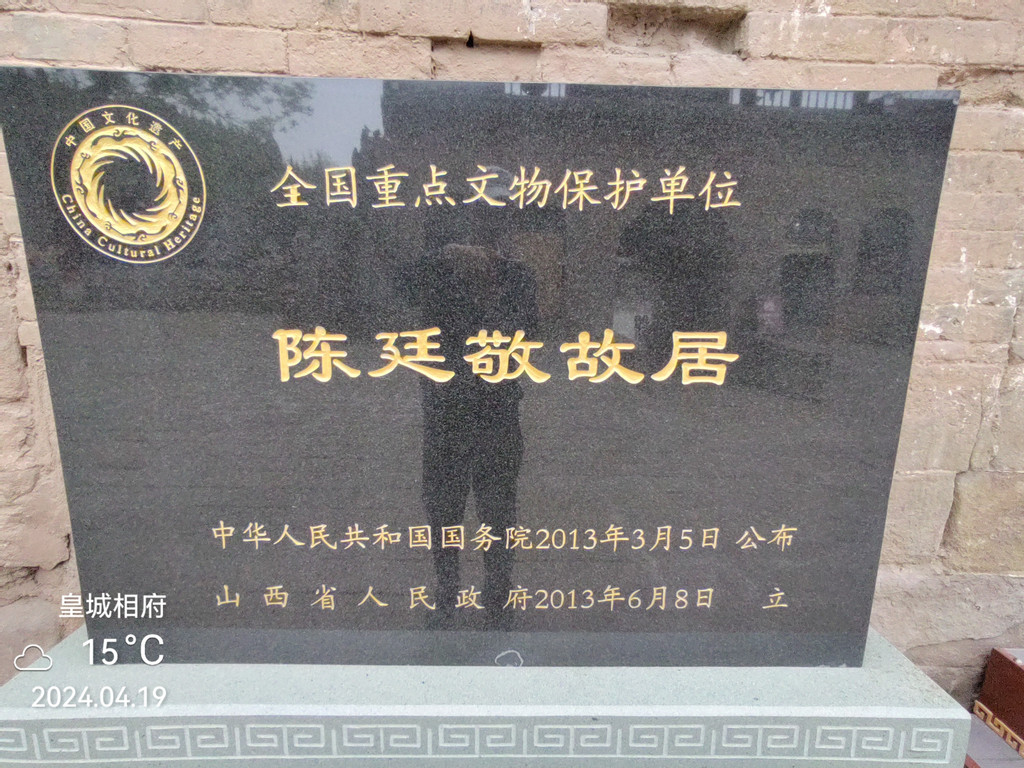 中国文化遗产
China Cultural Heritage
全国重点文物保护单位
陈廷敬故居
中华人民共和国国务院2013年3月5日 公布
山西省人民政府2013年6月8日 立
皇城相府
15°C
2024.04.19